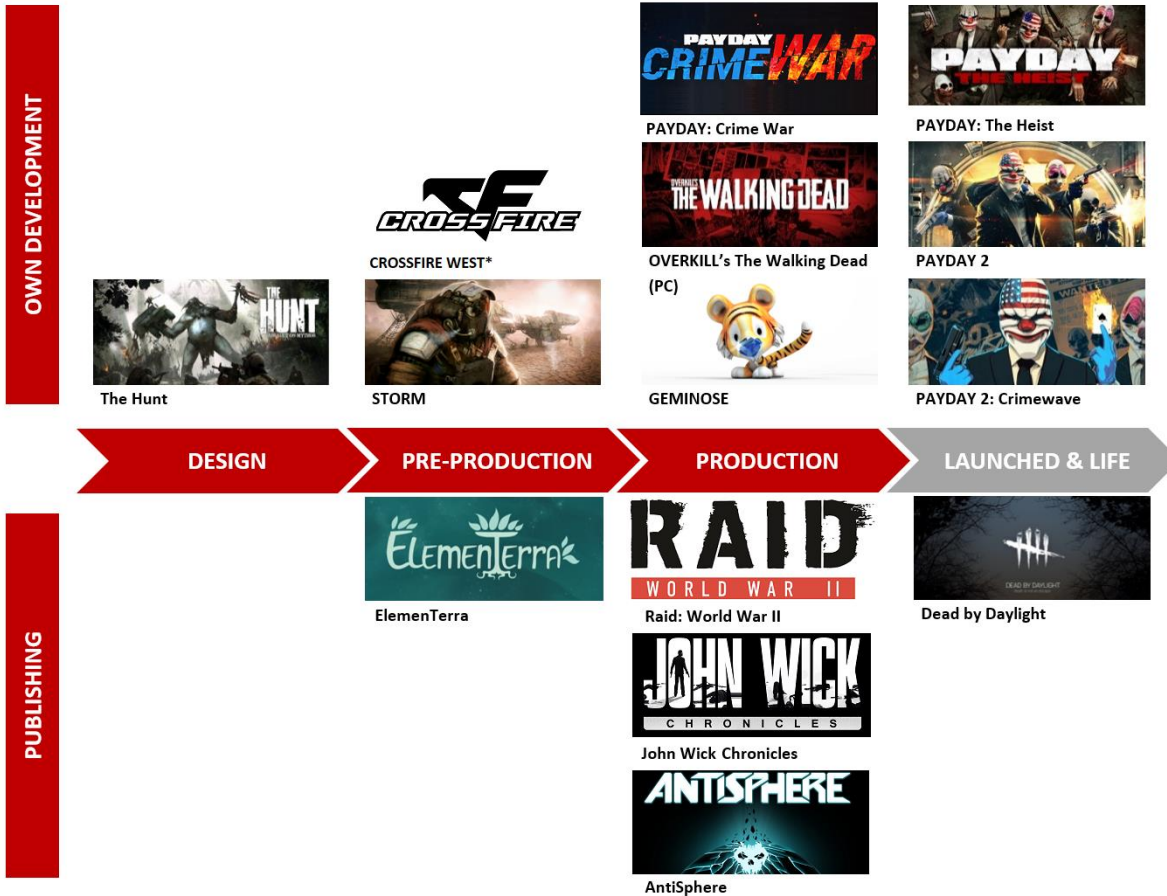 OWN DEVELOPMENT
PAYDAY
CRIMEWAR
PAYDAY: Crime War
PAYDAY
THE HEIST
PAYDAY: The Heist
CROSSFIRE
CROSSFIRE WEST*
OVERKILL's
THE WALKING DEAD
OVERKILL's The Walking Dead
(PC)
PAYDAY 2
THE
HUNT
The Hunt
STORM
GEMINOSE
WANTED
PAYDAY 2: Crimewave
DESIGN
PRE-PRODUCTION
PRODUCTION
LAUNCHED & LIFE
PUBLISHING
ELEMENTERRA
ElemenTerra
RAID
WORLD WAR II
Raid: World War II
DEAD BY DAYLIGHT
Dead by Daylight
JOHN WICK
CHRONICLES
John Wick Chronicles
ANTISPHERE
AntiSphere